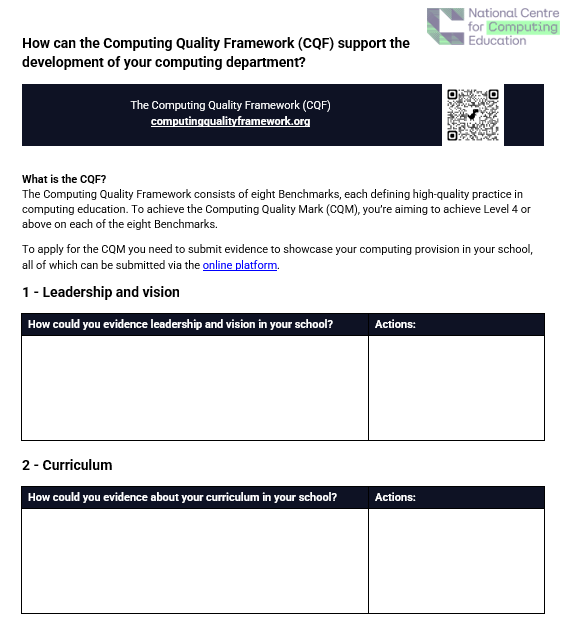 National Centre
for Computing
Education
How can the Computing Quality Framework (CQF) support the
development of your computing department?
The Computing Quality Framework (CQF)
computingqualityframework.org
What is the CQF?
The Computing Quality Framework consists of eight Benchmarks, each defining high-quality practice in
computing education. To achieve the Computing Quality Mark (CQM), you’re aiming to achieve Level 4 or
above on each of the eight Benchmarks.
To apply for the CQM you need to submit evidence to showcase your computing provision in your school,
all of which can be submitted via the online platform.
1 - Leadership and vision
How could you evidence leadership and vision in your school?
Actions:
2 - Curriculum
How could you evidence about your curriculum in your school?
Actions: